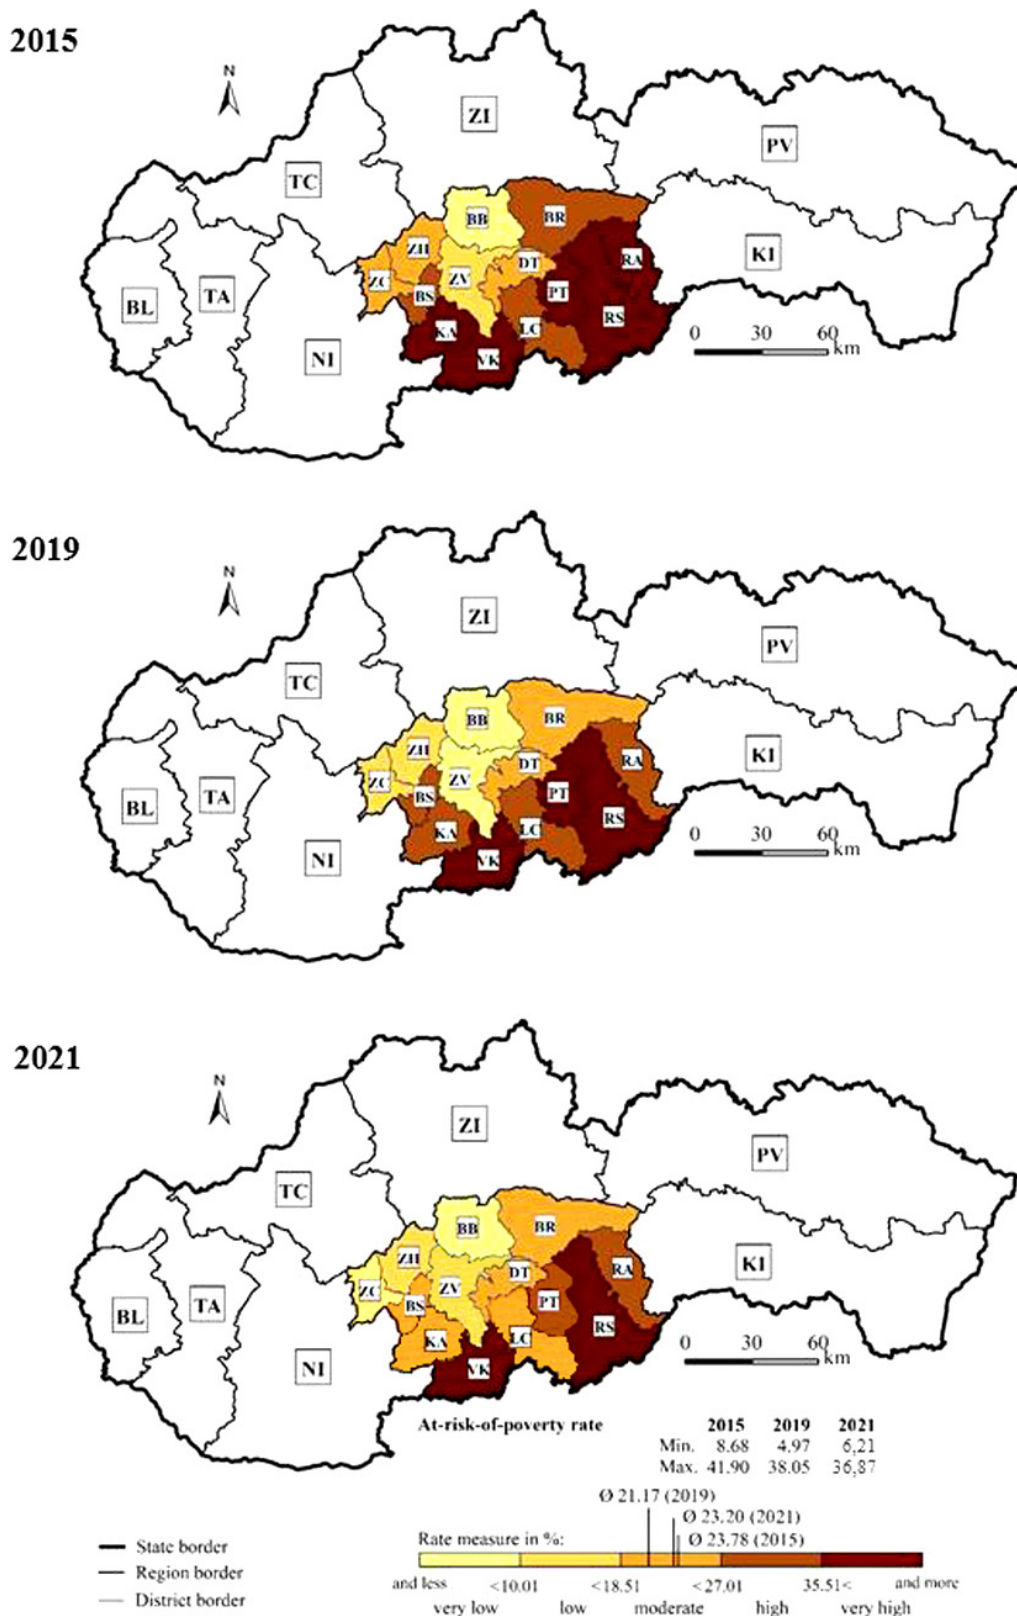 2015
N
ZI
PV
TC
BB
BR
ZH
RA
KI
DT
ZC
ZV
BS
PT
BL
TA
RS
KA
LC
0 30 60
km
NI
VK
2019
N
ZI
PV
TC
BB
BR
ZH
DT
RA
KI
ZC
ZV
BS
PT
BL
TA
RS
KA
LC
0 30 60
km
NI
VK
2021
N
ZI
PV
TC
BB
BR
ZH
DT
RA
KI
ZC
ZV
BS
PT
BL
TA
RS
KA
LC
0 30 60
km
NI
VK
At-risk-of-poverty rate
2015 2019 2021
Min. 8.68 4.97 6,21
Max. 41.90 38.05 36,87
Ø 21.17 (2019)
Ø 23.20 (2021)
Ø 23.78 (2015)
Rate measure in %:
State border
Region border
District border
and less <10.01 <18.51 <27.01 35.51< and more
very low low moderate high very high